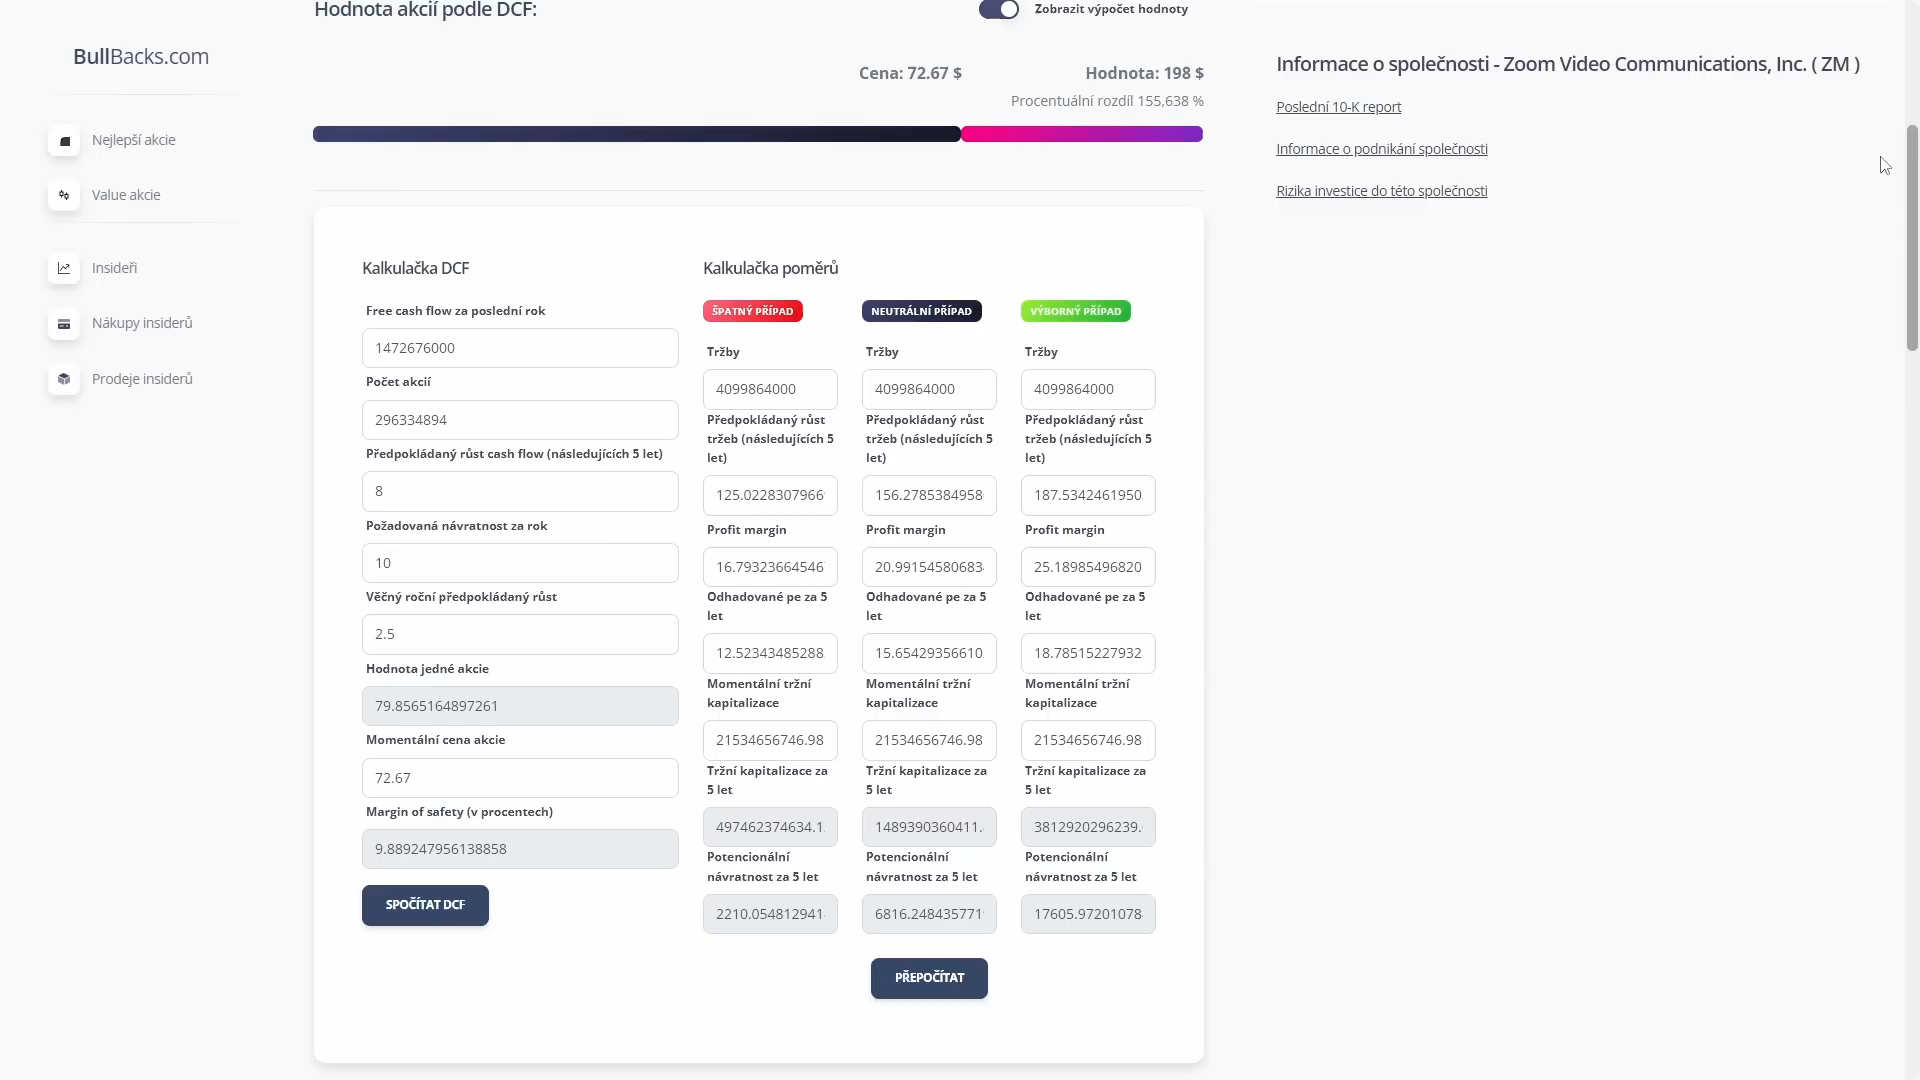 Hodnota akcií podle DCF:
Zobrazit výpočet hodnoty
BullBacks.com
Nejlepší akcie
Value akcie
Insideři
Nákupy insiderů
Prodeje insiderů
Cena: 72.67 $
Hodnota: 198 $
Procentuální rozdíl 155,638 %
Kalkulačka DCF
Free cash flow za poslední rok
1472676000
Počet akcií
296334894
Předpokládaný růst cash flow (následujících 5 let)
8
Požadovaná návratnost za rok
10
Věčný roční předpokládaný růst
2.5
Hodnota jedné akcie
79.8565164897261
Momentální cena akcie
72.67
Margin of safety (v procentech)
9.889247956138858
SPOČÍTAT DCF
Kalkulačka poměrů
ŠPATNÝ PŘÍPAD
Tržby
4099864000
Předpokládaný růst
tržeb (následujících 5
let)
125.0228307966
Profit margin
16.79323664546
Odhadované pe za 5
let
12.52343485288
Momentální tržní
kapitalizace
21534656746.98
Tržní kapitalizace za
5 let
497462374634.1
Potencionální
návratnost za 5 let
2210.054812941
NEUTRÁLNÍ PŘÍPAD
Tržby
4099864000
Předpokládaný růst
tržeb (následujících 5
let)
156.2785384958
Profit margin
20.99154580683
Odhadované pe za 5
let
15.65429356610
Momentální tržní
kapitalizace
21534656746.98
Tržní kapitalizace za
5 let
1489390360411.
Potencionální
návratnost za 5 let
6816.248435771
VÝBORNÝ PŘÍPAD
Tržby
4099864000
Předpokládaný růst
tržeb (následujících 5
let)
187.5342461950
Profit margin
25.18985496820
Odhadované pe za 5
let
18.78515227932
Momentální tržní
kapitalizace
21534656746.98
Tržní kapitalizace za
5 let
3812920296239.
Potencionální
návratnost za 5 let
17605.97201078
PŘEPOČÍTAT
Informace o společnosti - Zoom Video Communications, Inc. ( ZM )
Poslední 10-K report
Informace o podnikání společnosti
Rizika investice do této společnosti